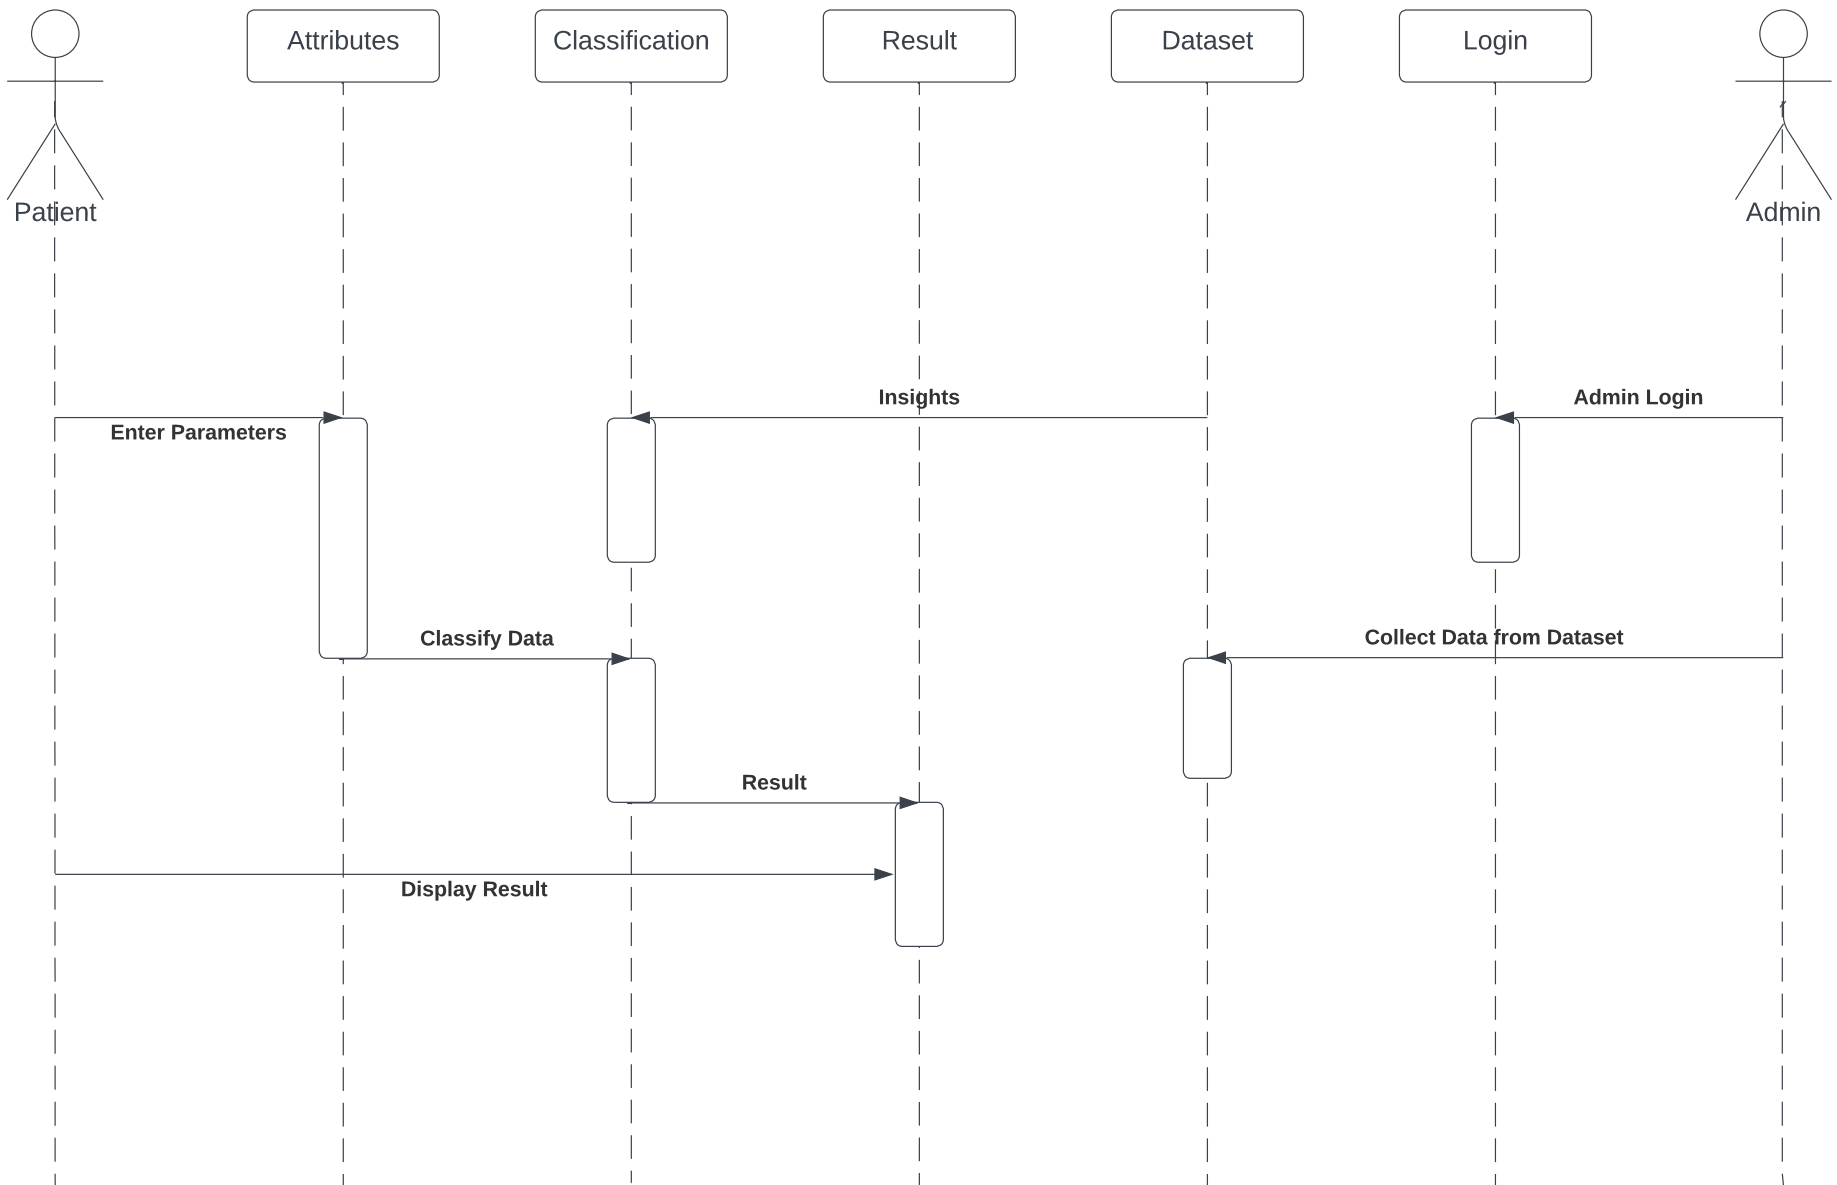 Attributes
Classification
Result
Dataset
Login
Patient
Admin
Insights
Admin Login
Enter Parameters
Classify Data
Collect Data from Dataset
Result
Display Result